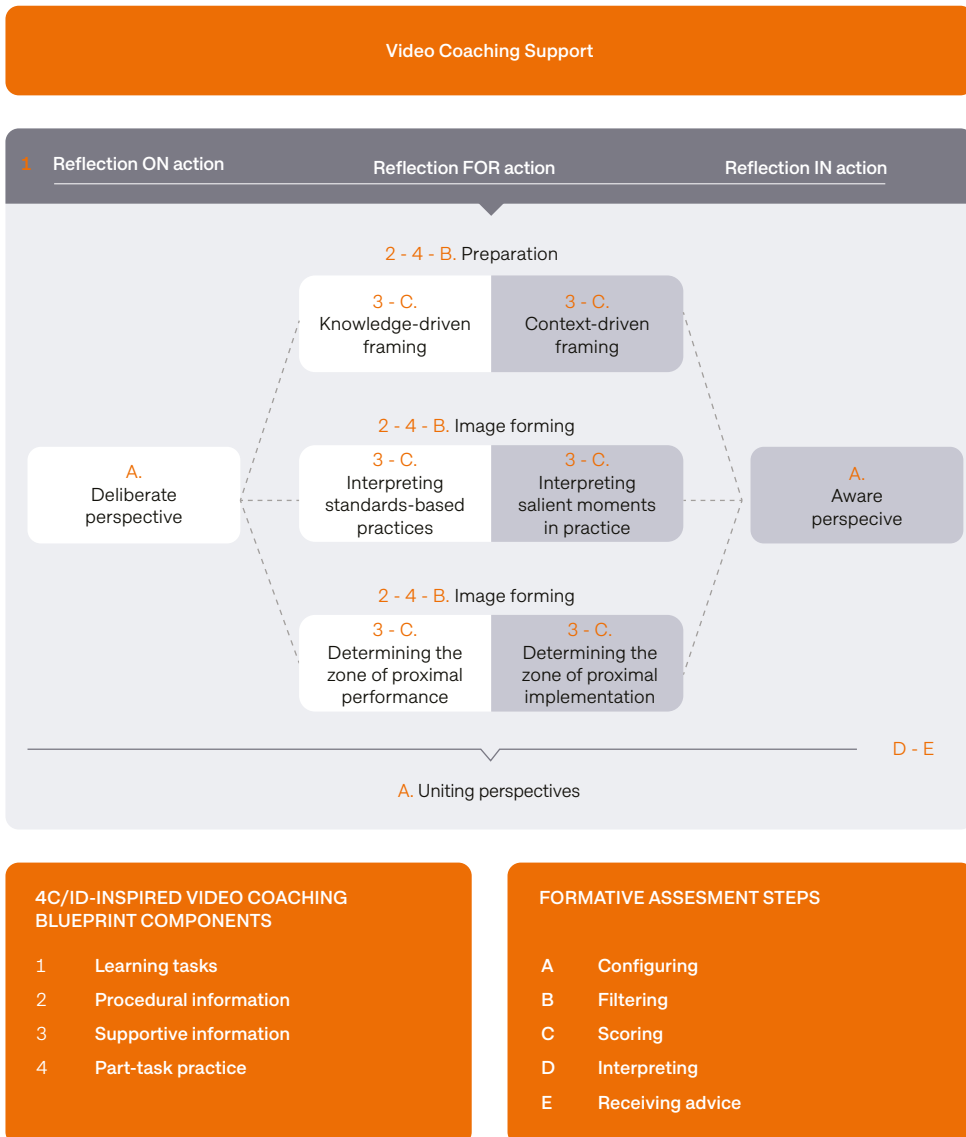 Video Coaching Support
1 Reflection ON action Reflection FOR action Reflection IN action
2 - 4 - B. Preparation
3 - C.
Knowledge-driven
framing
3 - C.
Context-driven
framing
2 - 4 - B. Image forming
A.
Deliberate
perspective
3 - C.
Interpreting
standards-based
practices
3 - C.
Interpreting
salient moments
in practice
A.
Aware
perspecive
2 - 4 - B. Image forming
3 - C.
Determining the
zone of proximal
performance
3 - C.
Determining the
zone of proximal
implementation
D - E
A. Uniting perspectives
4C/ID-INSPIRED VIDEO COACHING
BLUEPRINT COMPONENTS
1 Learning tasks
2 Procedural information
3 Supportive information
4 Part-task practice
FORMATIVE ASSESMENT STEPS
A Configuring
B Filtering
C Scoring
D Interpreting
E Receiving advice